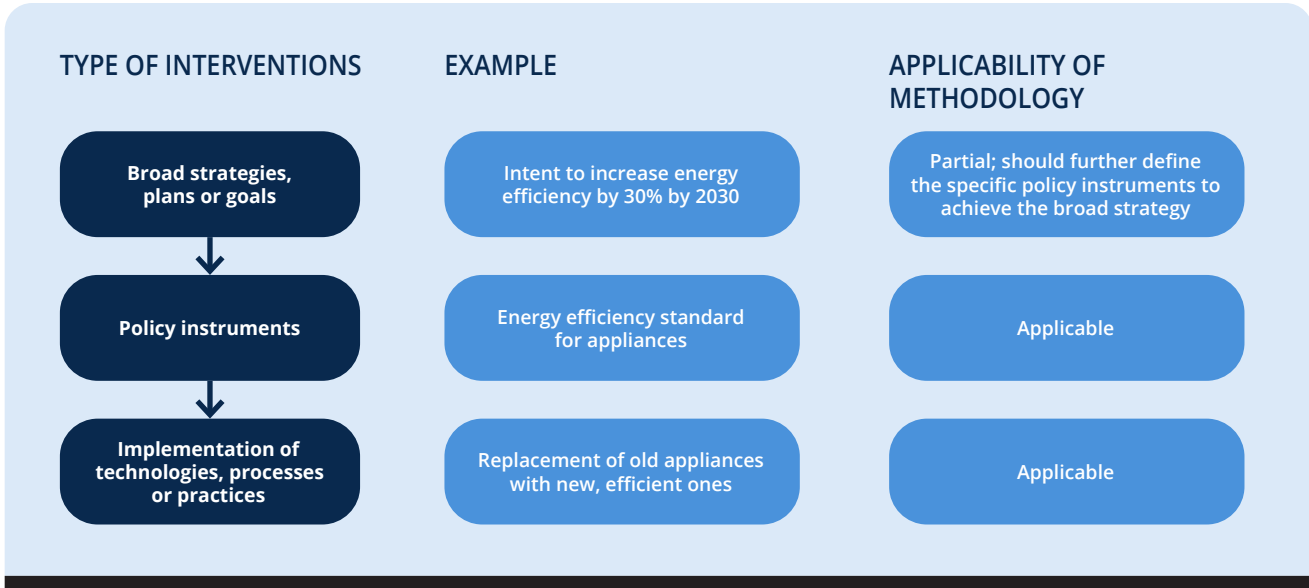 TYPE OF INTERVENTIONS
EXAMPLE
APPLICABILITY OF
METHODOLOGY
Broad strategies,
plans or goals
Intent to increase energy
efficiency by 30% by 2030
Partial; should further define
the specific policy instruments to
achieve the broad strategy
Policy instruments
Energy efficiency standard
for appliances
Applicable
Implementation of
technologies, processes
or practices
Replacement of old appliances
with new, efficient ones
Applicable